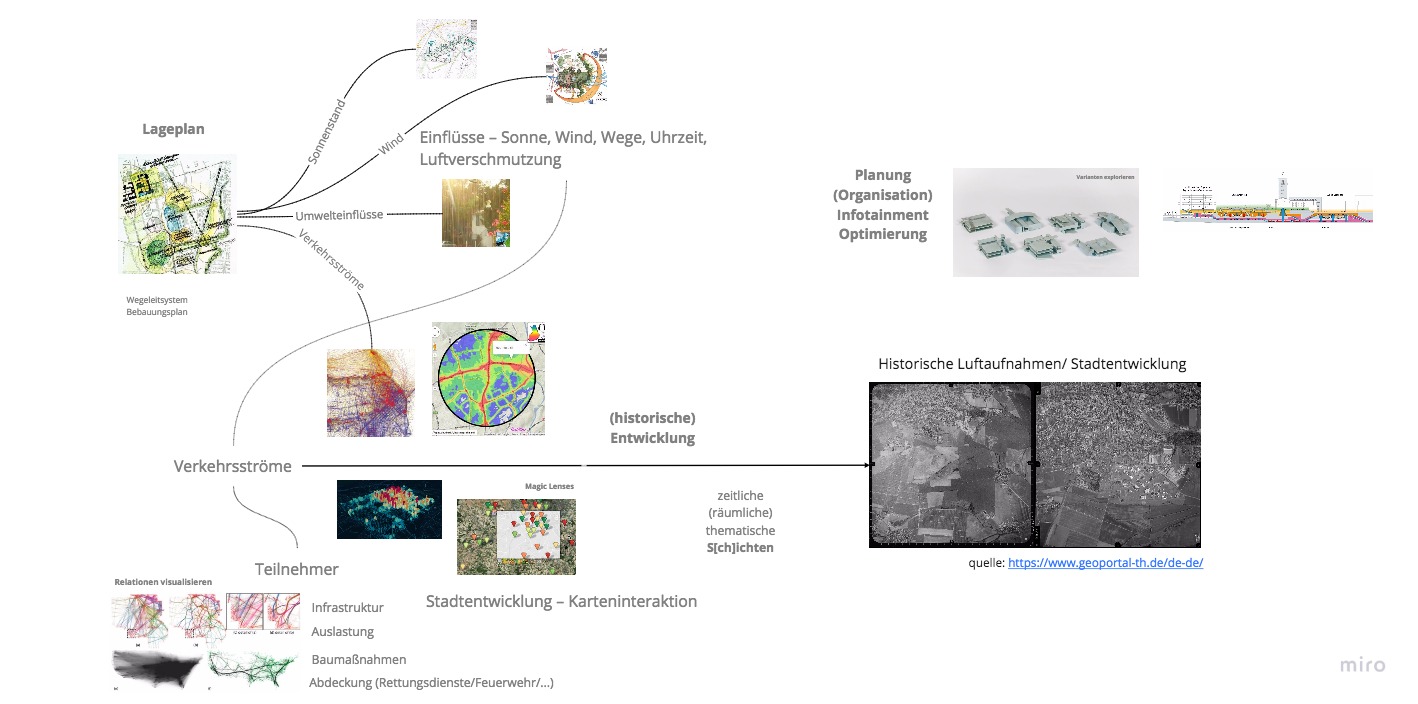 Lageplan
Sonnenstand
Wind
Umwelteinflüsse
Verkehrsströme
Einflüsse – Sonne, Wind, Wege, Uhrzeit,
Luftverschmutzung
Wegeleitsystem
Bebauungsplan
Planung
(Organisation)
Infotainment
Optimierung
Varianten explorieren
(historische)
Entwicklung
Historische Luftaufnahmen/ Stadtentwicklung
Verkehrsströme
Magic Lenses
zeitliche
(räumliche)
thematische
S[ch]ichten
quelle: https://www.geoportal-th.de/de-de/
Teilnehmer
Relationen visualisieren
Infrastruktur
Auslastung
Baumaßnahmen
Abdeckung (Rettungsdienste/Feuerwehr/...)
Stadtentwicklung – Karteninteraktion
miro